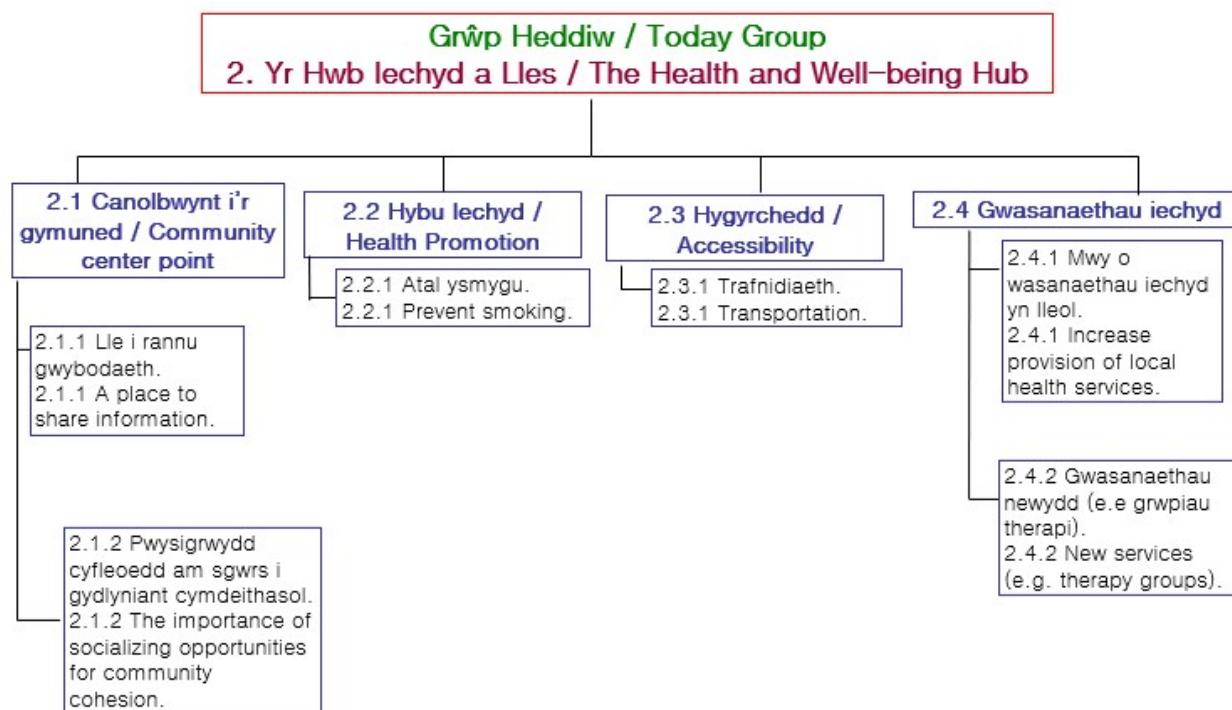 Grŵp Heddiw / Today Group
2. Yr Hwb Iechyd a Lles / The Health and Well-being Hub
2.1 Canolbwynt i'r
gymuned / Community
center point
2.1.1 Lle i rannu
gwybodaeth.
2.1.1 A place to
share information.
2.1.2 Pwysigrwydd
cyfleoedd am sgwrs i
gydlyniant cymdeithasol.
2.1.2 The importance of
socializing opportunities
for community
cohesion.
2.2 Hybu Iechyd /
Health Promotion
2.2.1 Atal ysmygu.
2.2.1 Prevent smoking.
2.3 Hygyrchedd /
Accessibility
2.3.1 Trafnidiaeth.
2.3.1 Transportation.
2.4 Gwasanaethau iechyd
2.4.1 Mwy o
wasanaethau iechyd
yn lleol.
2.4.1 Increase
provision of local
health services.
2.4.2 Gwasanaethau
newydd (e.e grwpiau
therapi).
2.4.2 New services
(e.g. therapy groups).